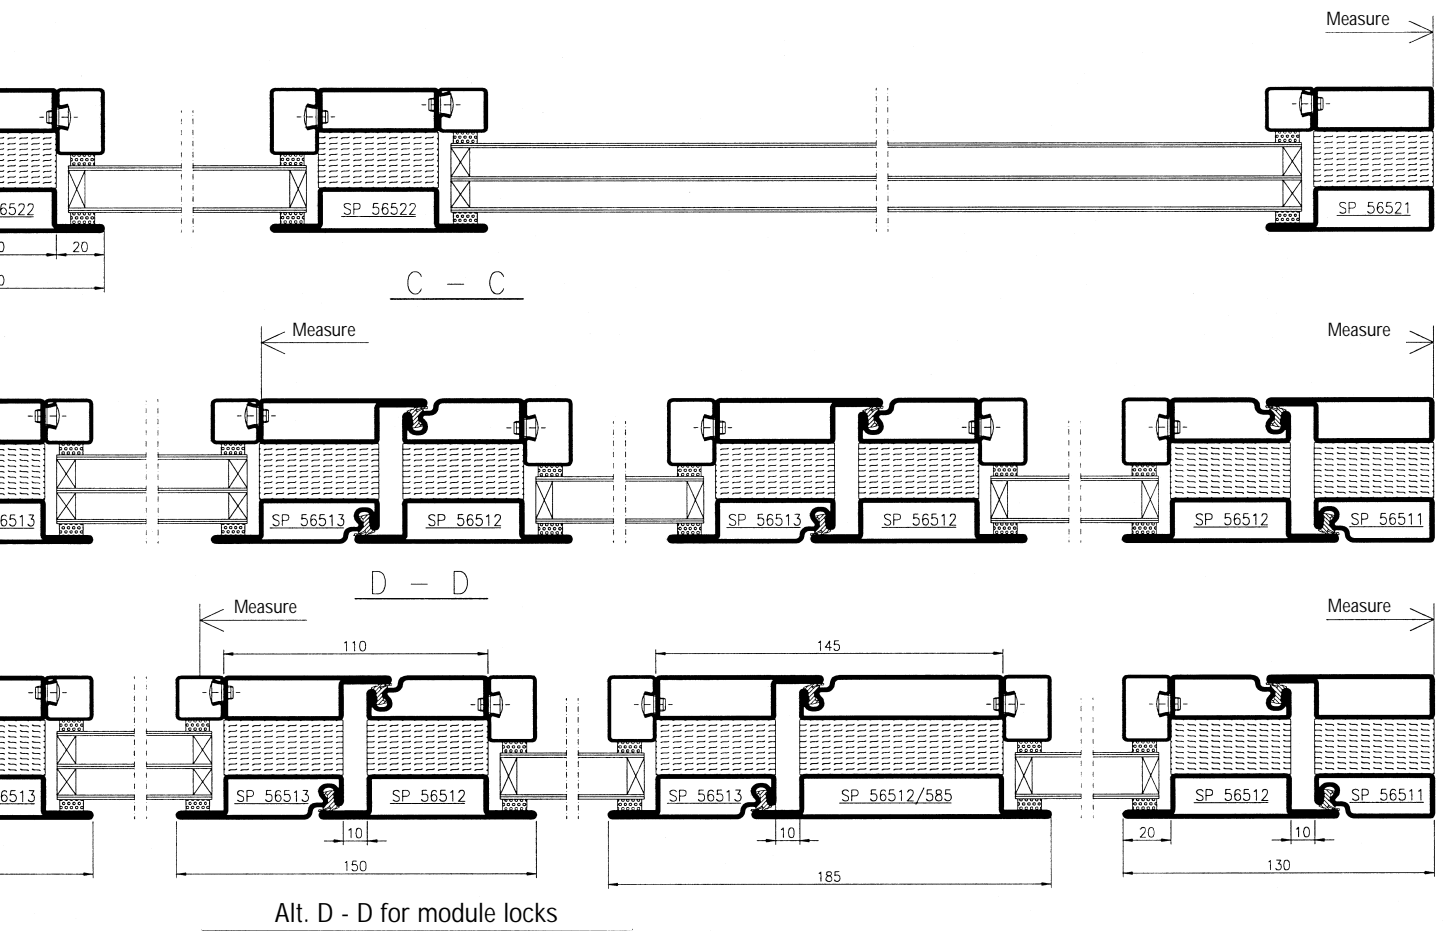 Measure
6522
SP 56522
SP 56521
0
20
0
C - C
Measure
Measure
6513
SP 56513
SP 56512
SP 56513
SP 56512
SP 56512
SP 56511
D - D
Measure
Measure
110
145
6513
SP 56513
SP 56512
SP 56513
SP 56512/585
SP 56512
SP 56511
10
10
20
10
150
185
130
Alt. D - D for module locks